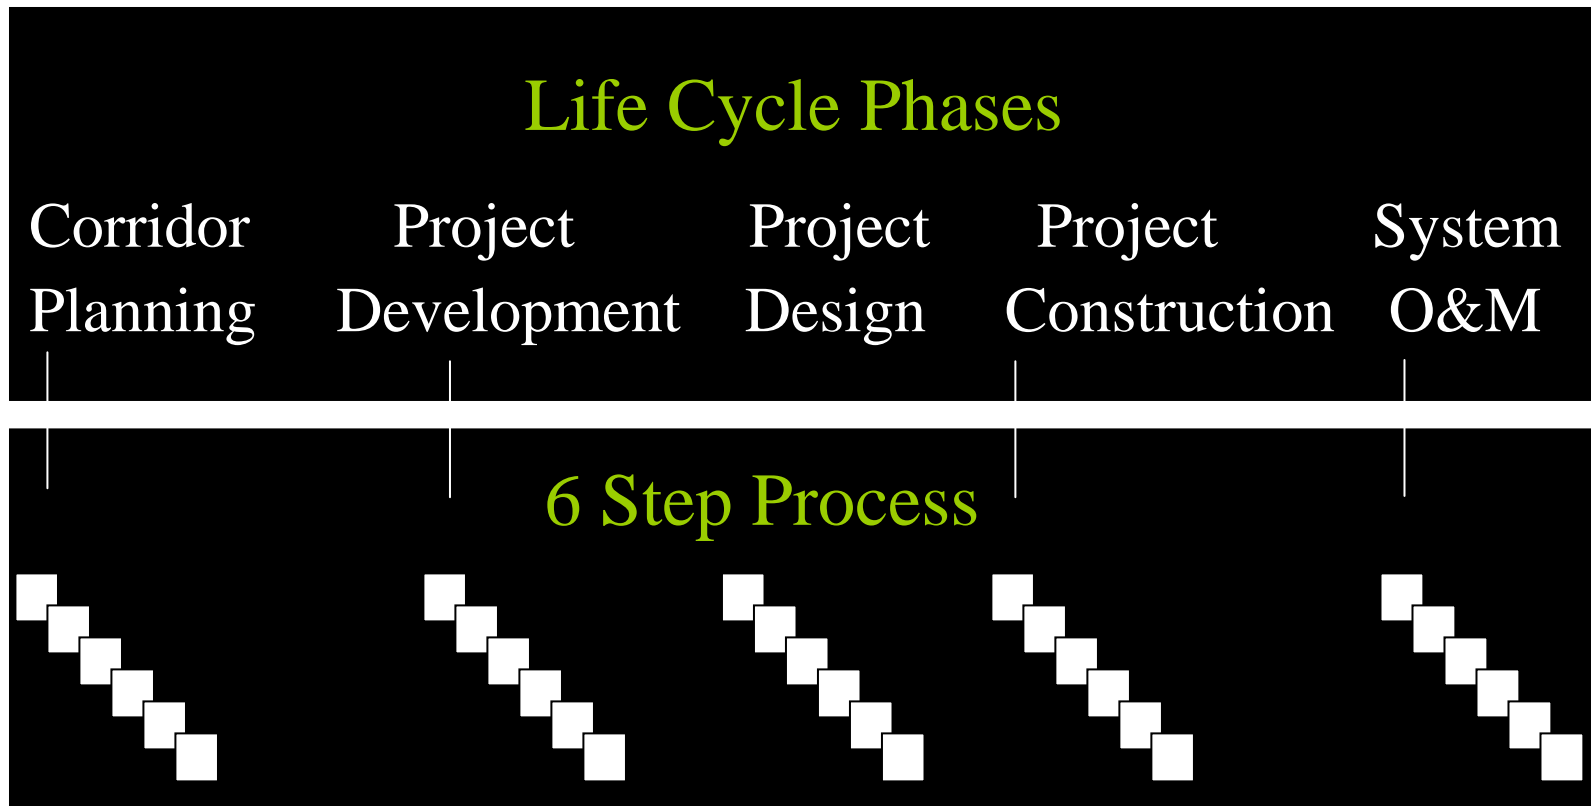 Life Cycle Phases
Corridor Project Project Project System
Planning Development Design Construction O&M
6 Step Process